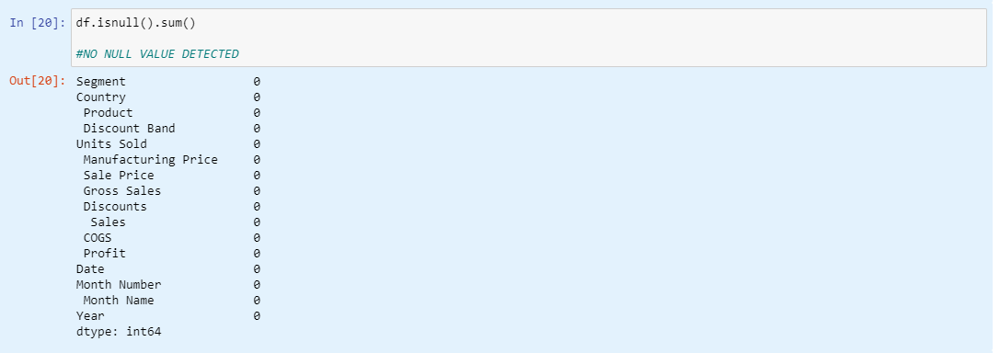 In [20]: df.isnull().sum()
#NO NULL VALUE DETECTED
Out[20]: Segment 0
Country 0
Product 0
Discount Band 0
Units Sold 0
Manufacturing Price 0
Sale Price 0
Gross Sales 0
Discounts 0
Sales 0
COGS 0
Profit 0
Date 0
Month Number 0
Month Name 0
Year 0
dtype: int64